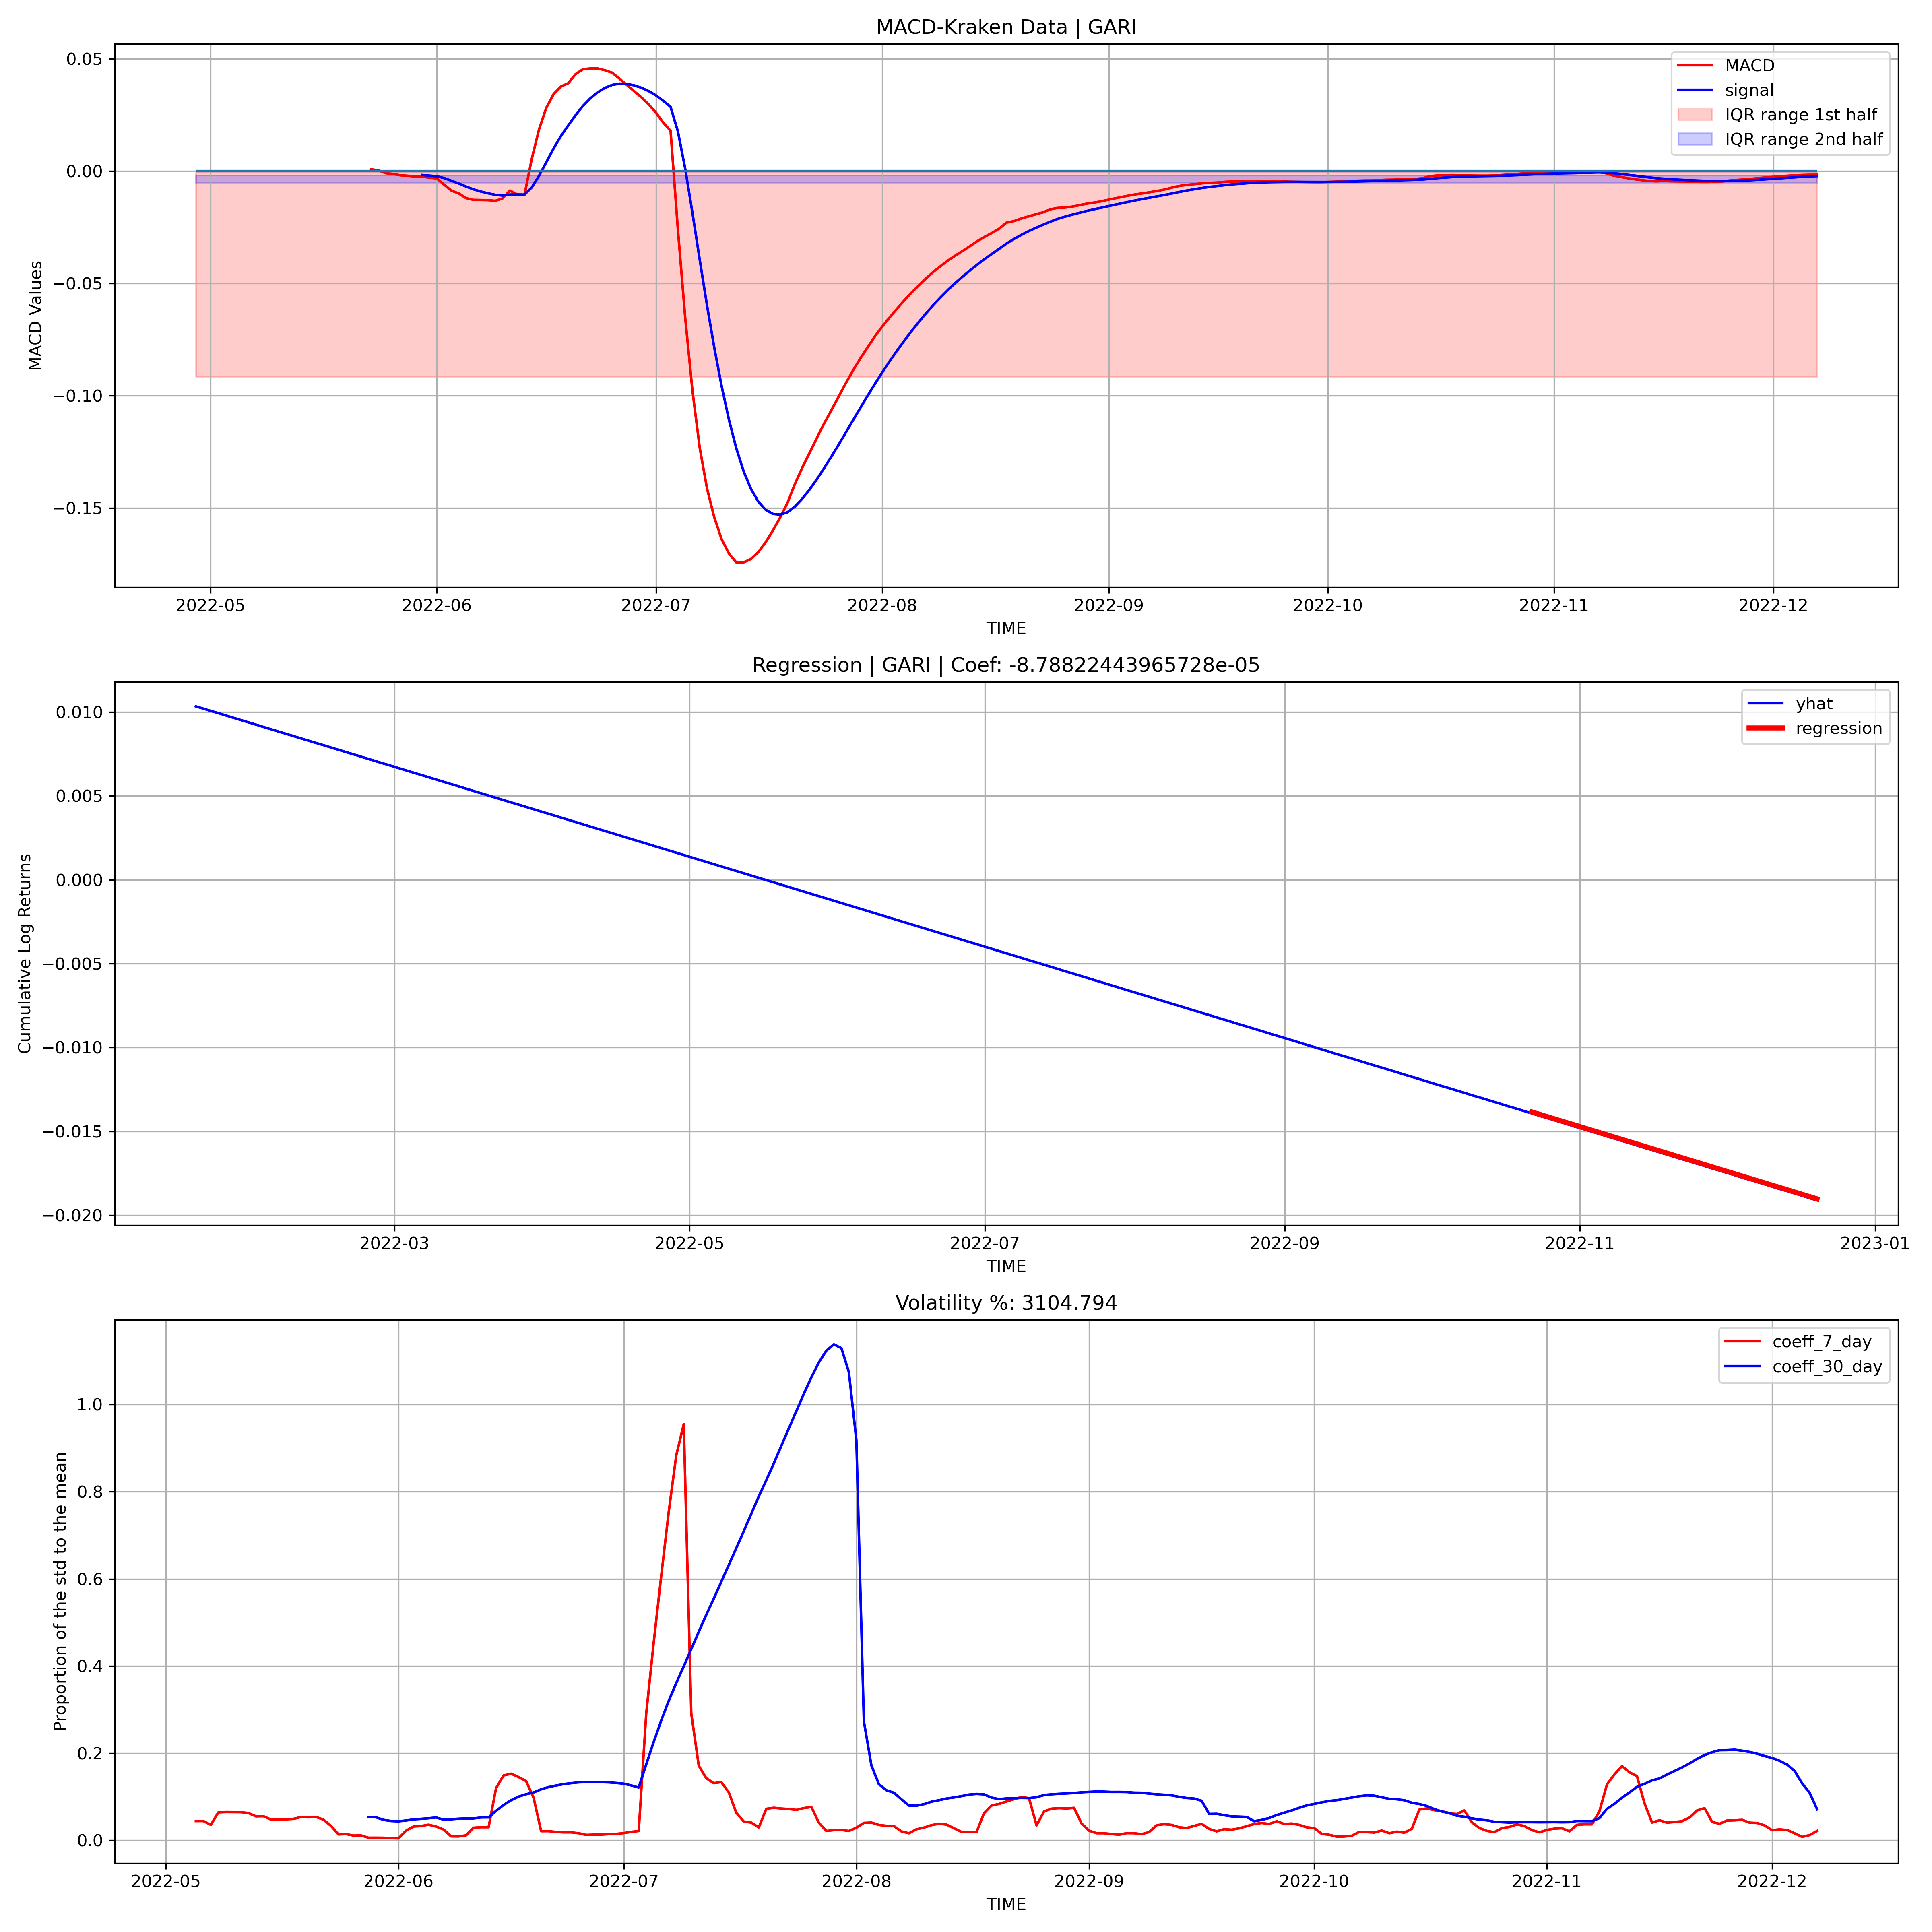 MACD-Kraken Data | GARI
0.05
0.00
−0.05
−0.10
−0.15
MACD Values
MACD
signal
IQR range 1st half
IQR range 2nd half
2022-05 2022-06 2022-07 2022-08 2022-09 2022-10 2022-11 2022-12
TIME
Regression | GARI | Coef: -8.78822443965728e-05
0.010
0.005
0.000
−0.005
−0.010
−0.015
−0.020
Cumulative Log Returns
yhat
regression
2022-03 2022-05 2022-07 2022-09 2022-11 2023-01
TIME
Volatility %: 3104.794
1.0
0.8
0.6
0.4
0.2
0.0
Proportion of the std to the mean
coeff_7_day
coeff_30_day
2022-05 2022-06 2022-07 2022-08 2022-09 2022-10 2022-11 2022-12
TIME